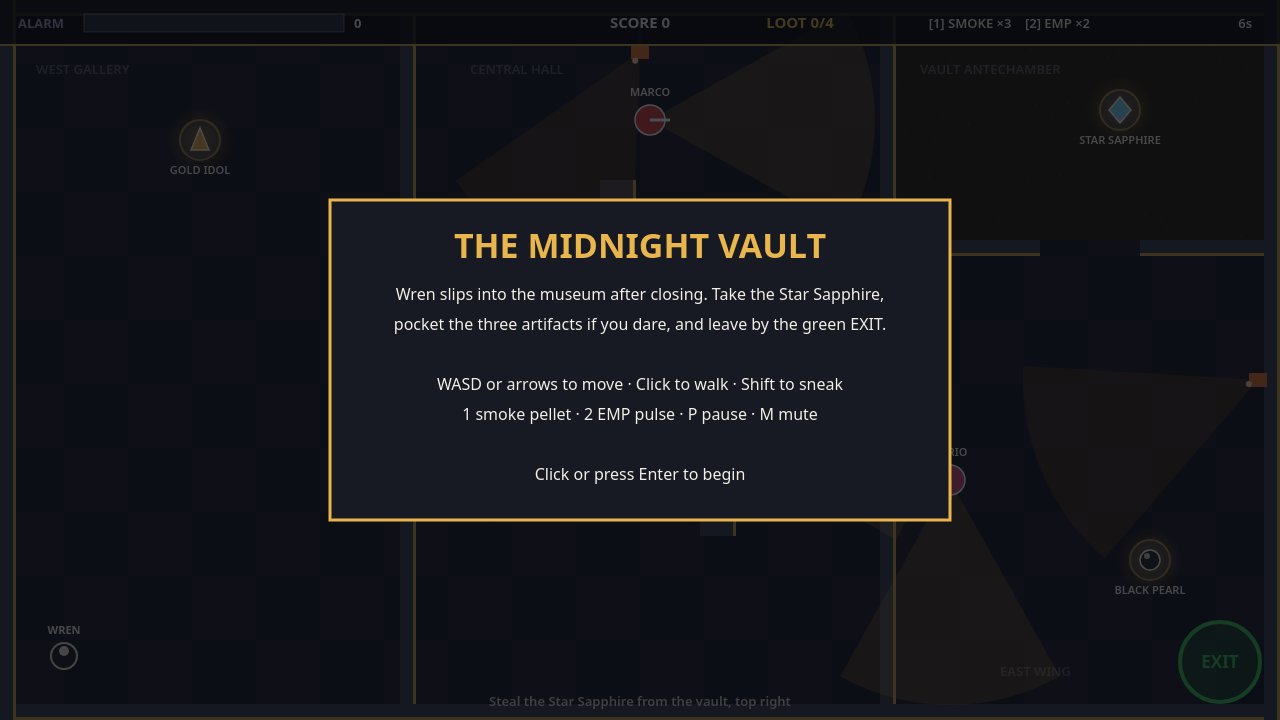 ALARM 0 SCORE 0 LOOT 0/4 [1] SMOKE ×3 [2] EMP ×2 6s
WEST GALLERY CENTRAL HALL VAULT ANTECHAMBER
MARCO
GOLD IDOL
STAR SAPPHIRE
THE MIDNIGHT VAULT
Wren slips into the museum after closing. Take the Star Sapphire,
pocket the three artifacts if you dare, and leave by the green EXIT.
WASD or arrows to move · Click to walk · Shift to sneak
1 smoke pellet · 2 EMP pulse · P pause · M mute
Click or press Enter to begin
RIO
BLACK PEARL
WREN
EXIT
EAST WING
Steal the Star Sapphire from the vault, top right